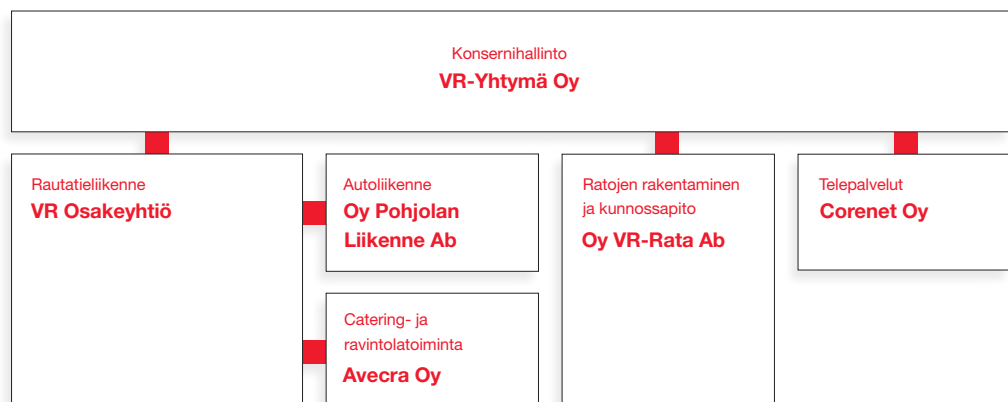 Konsernihallinto
VR-Yhtymä Oy
Rautatieliikenne
VR Osakeyhtiö
Autoliikenne
Oy Pohjolan
Liikenne Ab
Catering- ja
ravintolatoiminta
Avecra Oy
Ratojen rakentaminen
ja kunnossapito
Oy VR-Rata Ab
Telepalvelut
Corenet Oy